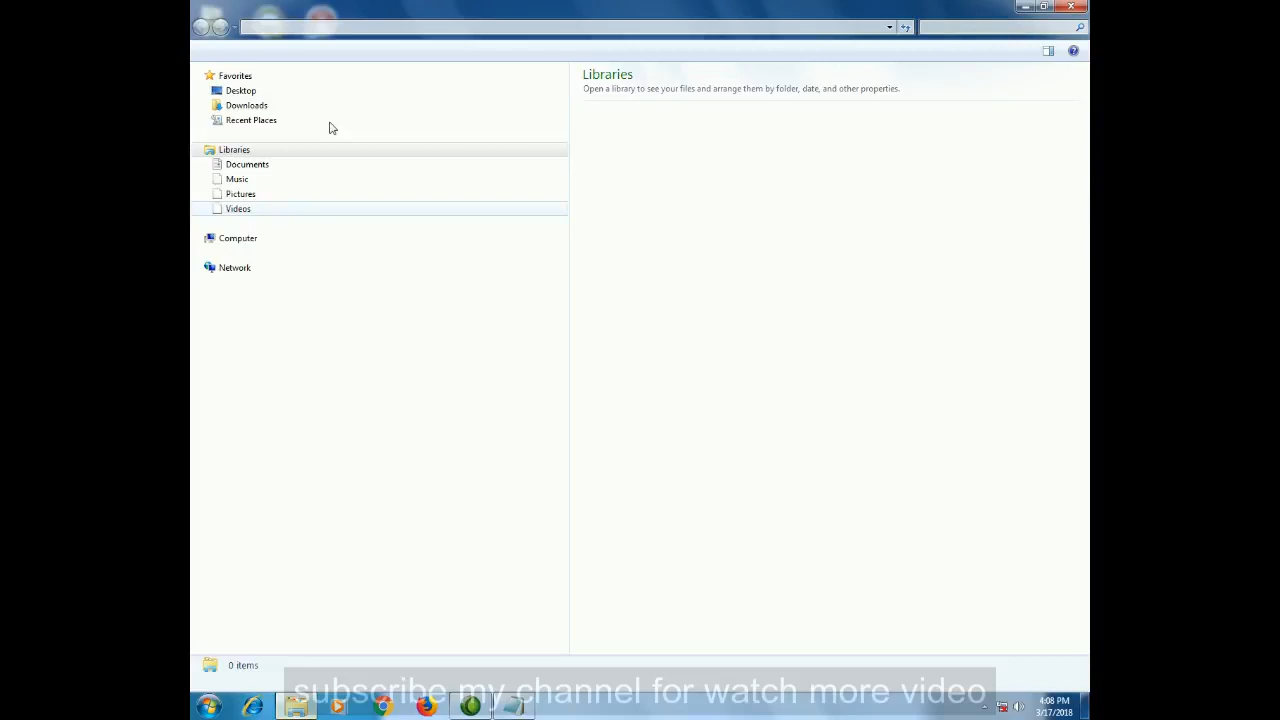 Favorites
Desktop
Downloads
Recent Places
Libraries
Documents
Music
Pictures
Videos
Computer
Network
Libraries
Open a library to see your files and arrange them by folder, date, and other properties.
0 items
subscribe my channel for watch more video
4:08 PM
3/17/2018